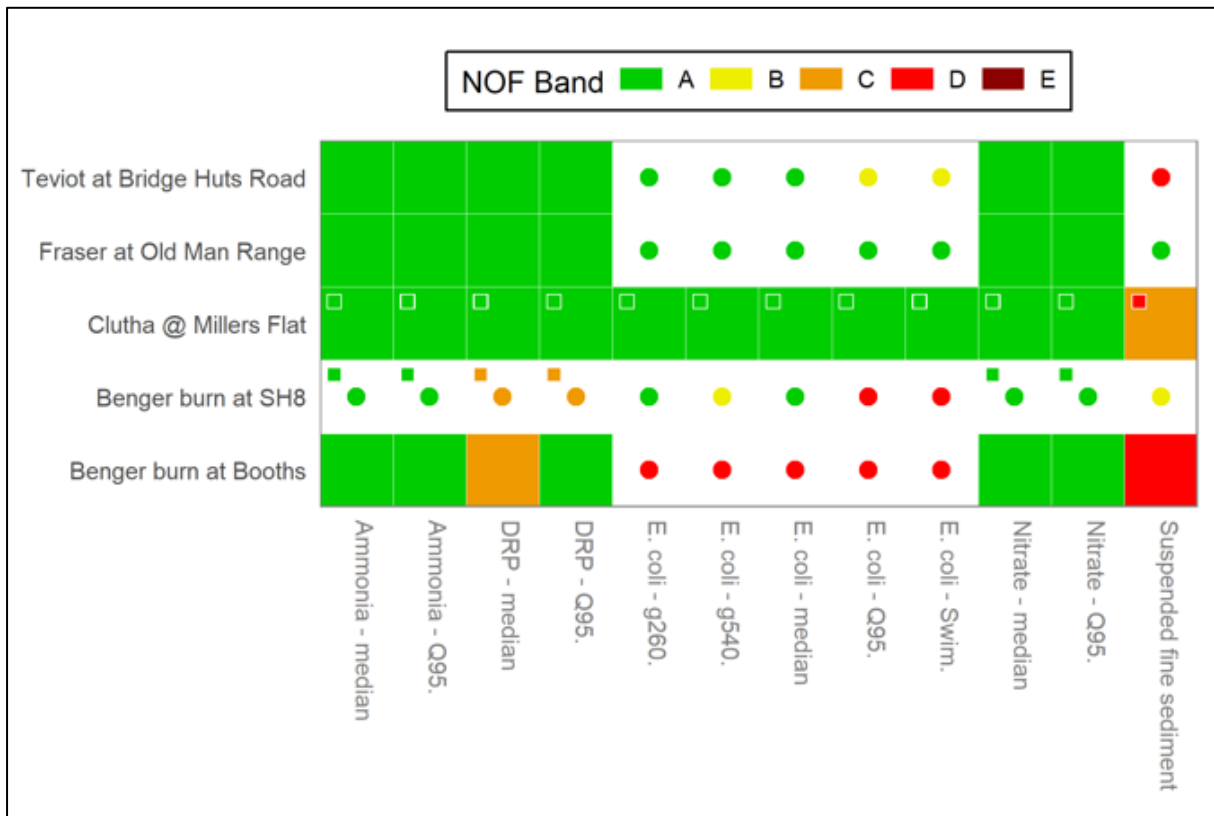 NOF Band A B C D E
Teviot at Bridge Huts Road
Fraser at Old Man Range
Clutha @ Millers Flat
Benger burn at SH8
Benger burn at Booths
Ammonia - median
Ammonia - Q95.
DRP - median
DRP - Q95.
E. coli - g260.
E. coli - g540.
E. coli - median
E. coli - Q95.
E. coli - Swim.
Nitrate - median
Nitrate - Q95.
Suspended fine sediment